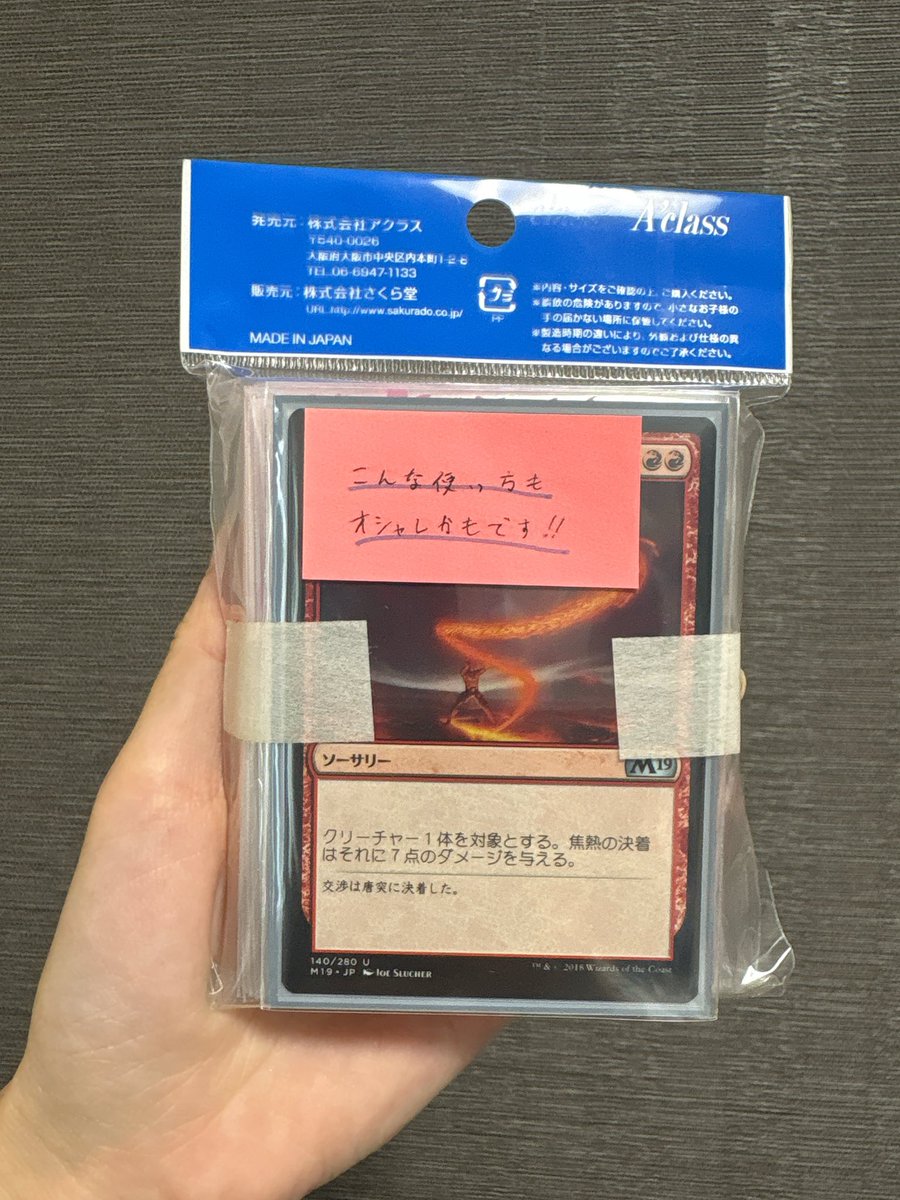 A'class
発売元：株式会社アクラス
〒540-0026
大阪府大阪市中央区内本町1-2-8
TEL.06-6947-1133
販売元：株式会社さくら堂
URL http://www.sakurado.co.jp/
MADE IN JAPAN
プラ
PP
※内容・サイズをご確認の上、ご購入ください。
※誤飲の危険がありますので、小さなお子様の
手の届かない場所に保管してください。
※製造時期の違いにより、外観および仕様の異
なる場合がございますのでご了承ください。
こんな使い方も
オシャレかもです!!
ソーサリー
M19
クリーチャー１体を対象とする。焦熱の決着
はそれに７点のダメージを与える。
交渉は唐突に決着した。
140/280 U
M19・JP JOE SLUCHER
™ & © 2018 Wizards of the Coast